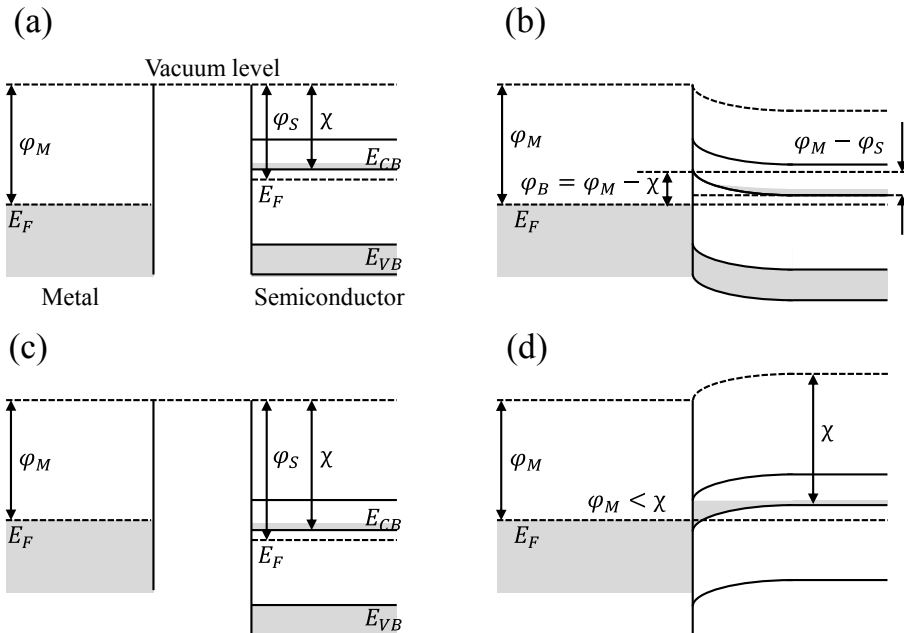 (a)
Vacuum level
φ_M
φ_S
χ
E_CB
E_F
E_F
E_VB
Metal
Semiconductor
(b)
φ_M
φ_M − φ_S
φ_B = φ_M − χ
E_F
(c)
φ_M
φ_S
χ
E_CB
E_F
E_F
E_VB
(d)
φ_M
χ
φ_M < χ
E_F